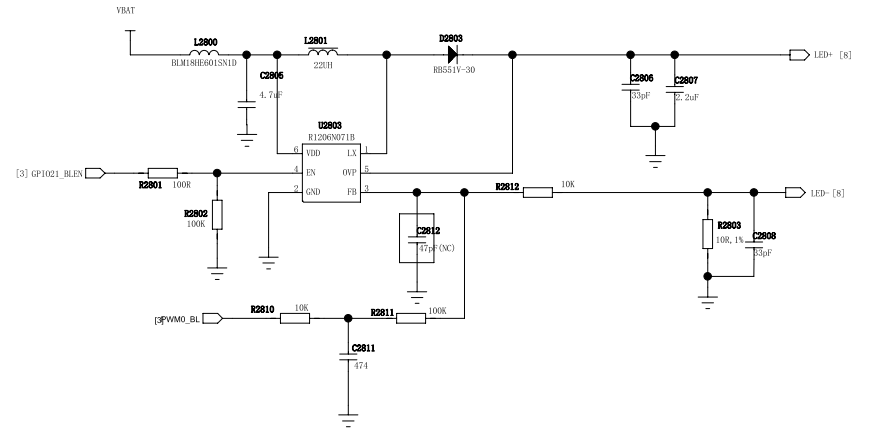 VBAT
L2800
BLM18HE601SN1D
L2801
22UH
D2803
RB551V-30
LED+ [8]
C2805
4.7uF
C2806
33pF
C2807
2.2uF
U2803
R1206N071B
6 VDD LX 1
4 EN OVP 5
2 GND FB 3
[3] GPIO21_BLEN
R2801 100R
R2802
100K
R2812 10K
LED- [8]
C2812
47pF(NC)
R2803
10R,1%
C2808
33pF
[3]PWM0_BL
R2810 10K
R2811 100K
C2811
474